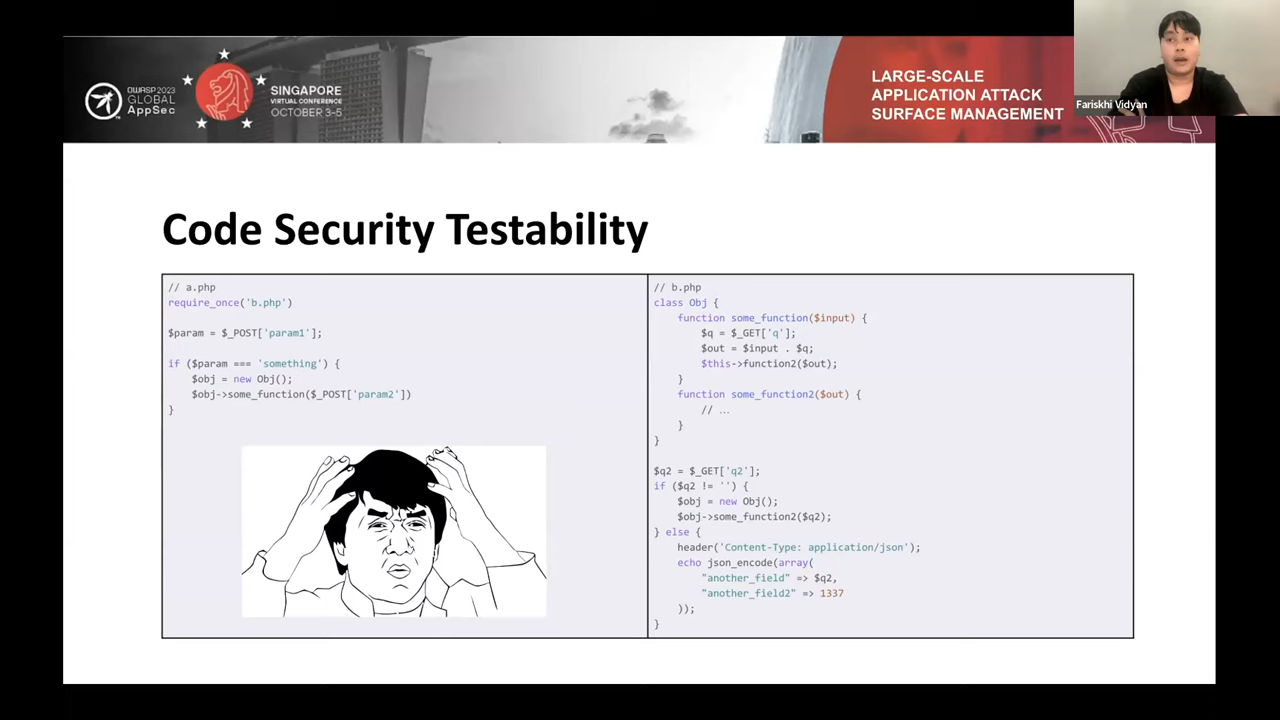 OWASP 2023
GLOBAL
AppSec
SINGAPORE
VIRTUAL CONFERENCE
OCTOBER 3-5
LARGE-SCALE
APPLICATION ATTACK
SURFACE MANAGEMENT
Fariskhi Vidyan
Code Security Testability
// a.php
require_once('b.php')
$param = $_POST['param1'];
if ($param === 'something') {
$obj = new Obj();
$obj->some_function($_POST['param2'])
}
// b.php
class Obj {
function some_function($input) {
$q = $_GET['q'];
$out = $input . $q;
$this->function2($out);
}
function some_function2($out) {
// …
}
}
$q2 = $_GET['q2'];
if ($q2 != '') {
$obj = new Obj();
$obj->some_function2($q2);
} else {
header('Content-Type: application/json');
echo json_encode(array(
"another_field" => $q2,
"another_field2" => 1337
));
}